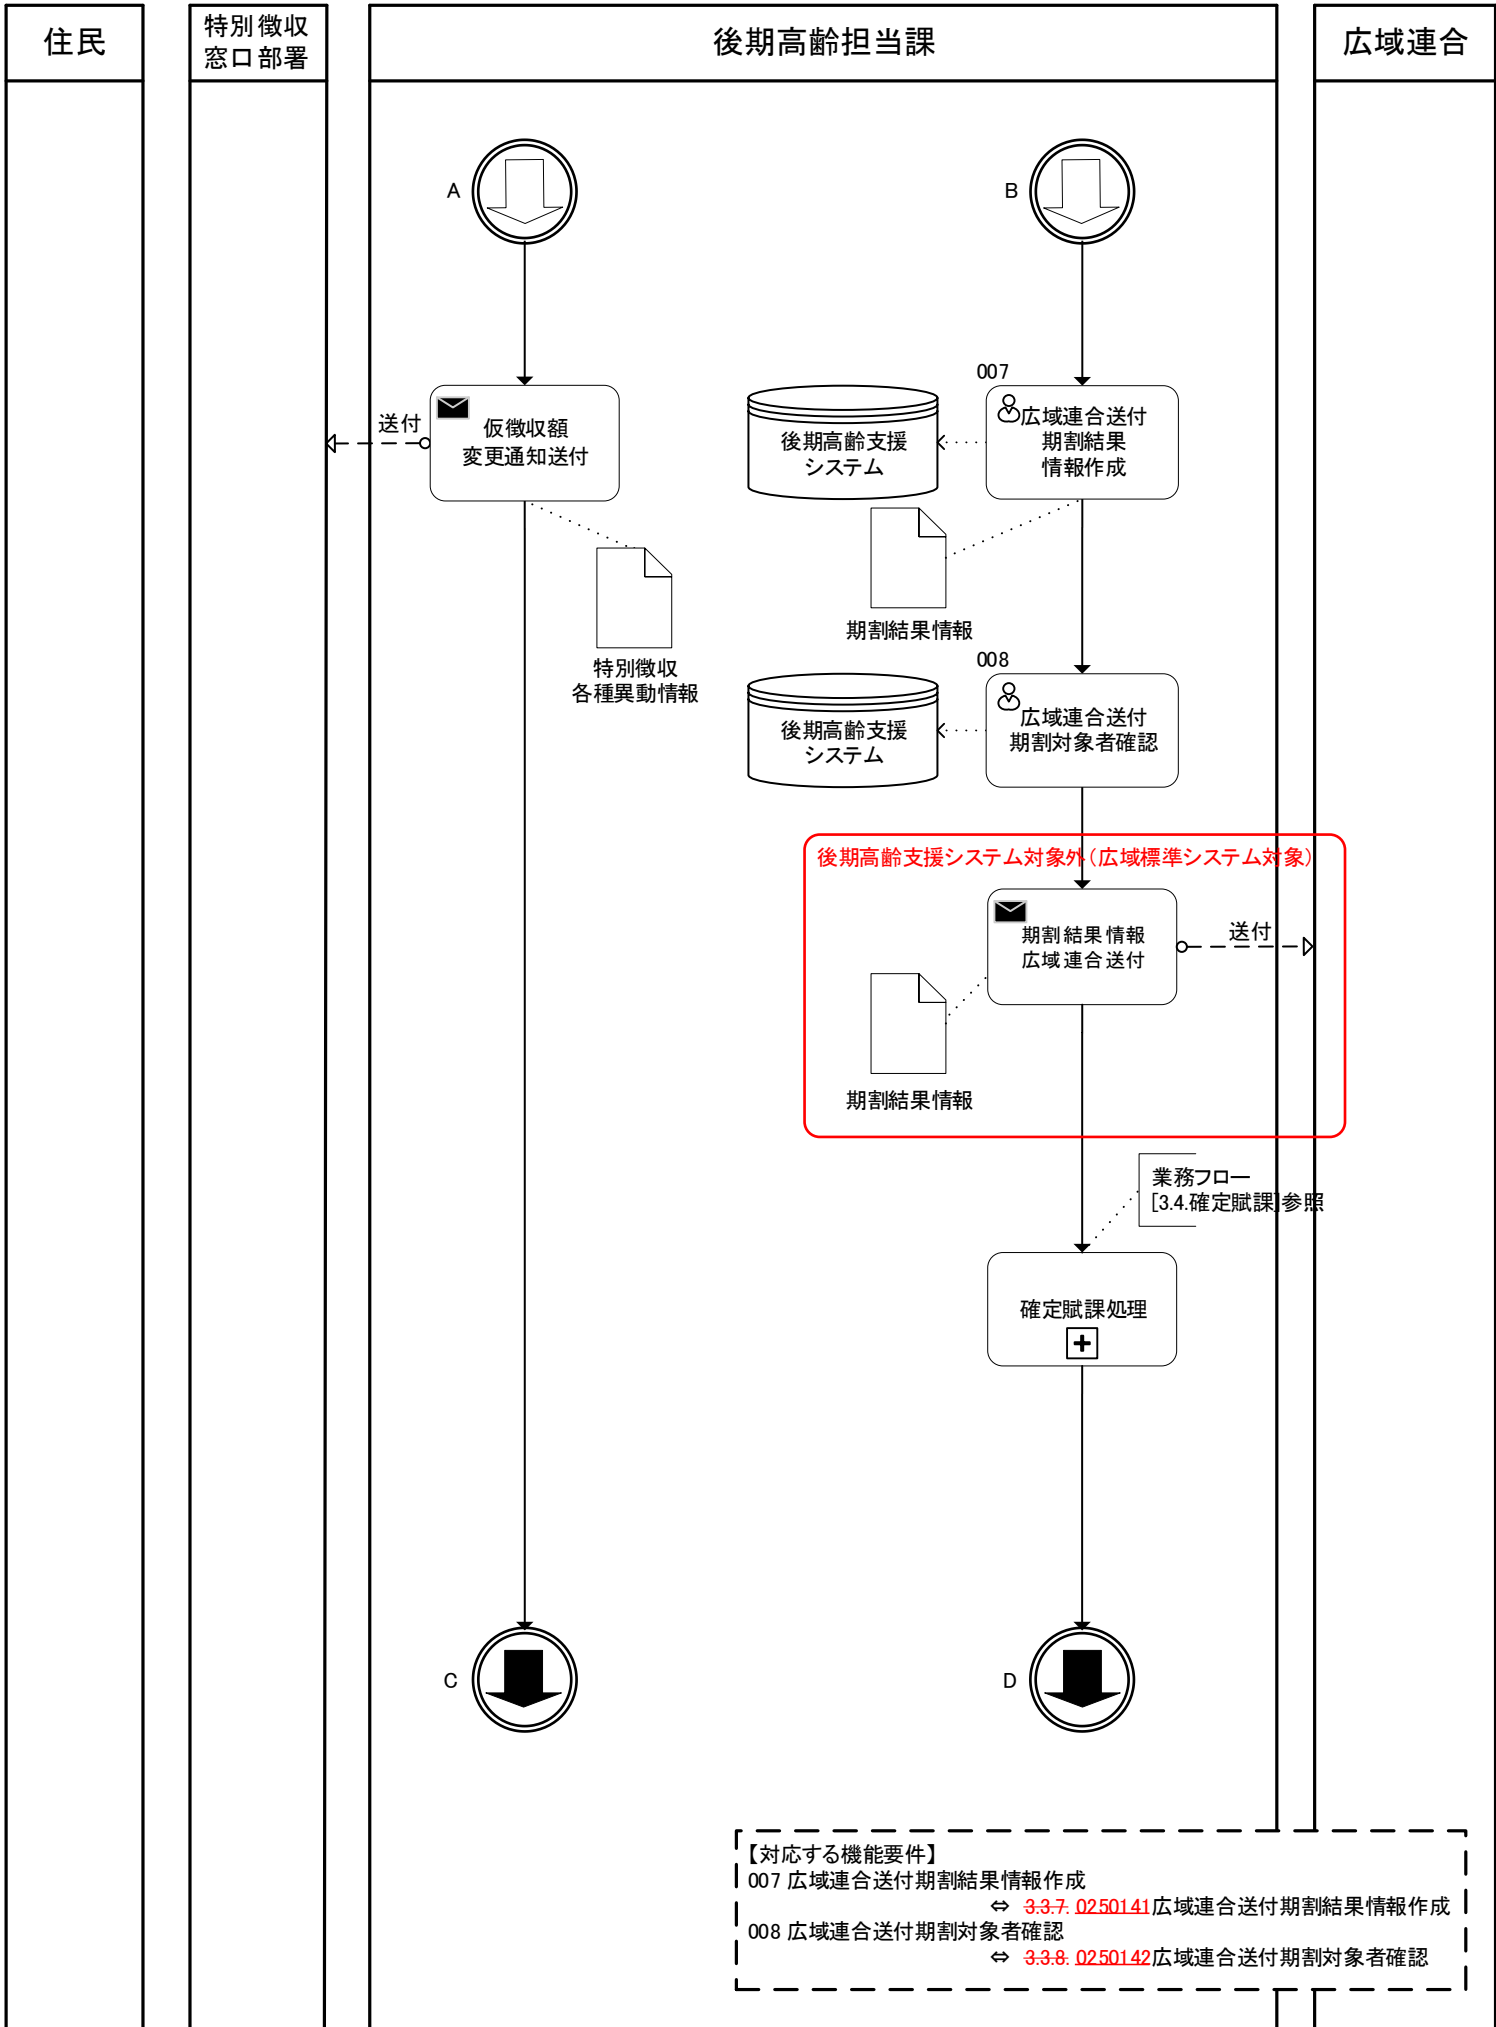 住民
特別徴収
窓口部署
後期高齢担当課
広域連合
A
B
送付
仮徴収額
変更通知送付
特別徴収
各種異動情報
007
広域連合送付
期割結果
情報作成
後期高齢支援
システム
期割結果情報
008
広域連合送付
期割対象者確認
後期高齢支援
システム
後期高齢支援システム対象外（広域標準システム対象）
期割結果情報
広域連合送付
送付
期割結果情報
業務フロー
[3.4.確定賦課]参照
確定賦課処理
C
D
【対応する機能要件】
007 広域連合送付期割結果情報作成
⇔ 3.3.7. 0250141広域連合送付期割結果情報作成
008 広域連合送付期割対象者確認
⇔ 3.3.8. 0250142広域連合送付期割対象者確認